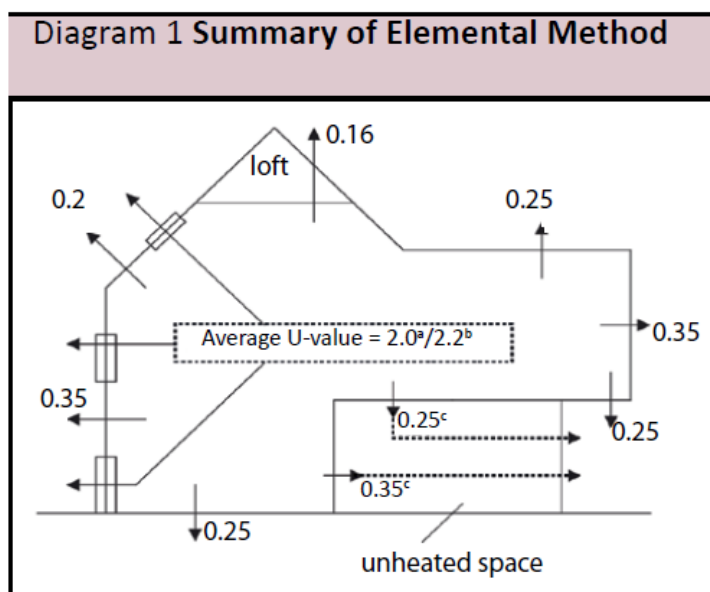 Diagram 1 Summary of Elemental Method
0.16
loft
0.2
0.25
Average U-value = 2.0ᵃ/2.2ᵇ
0.35
0.35
0.25ᶜ
0.25
0.35ᶜ
0.25
unheated space